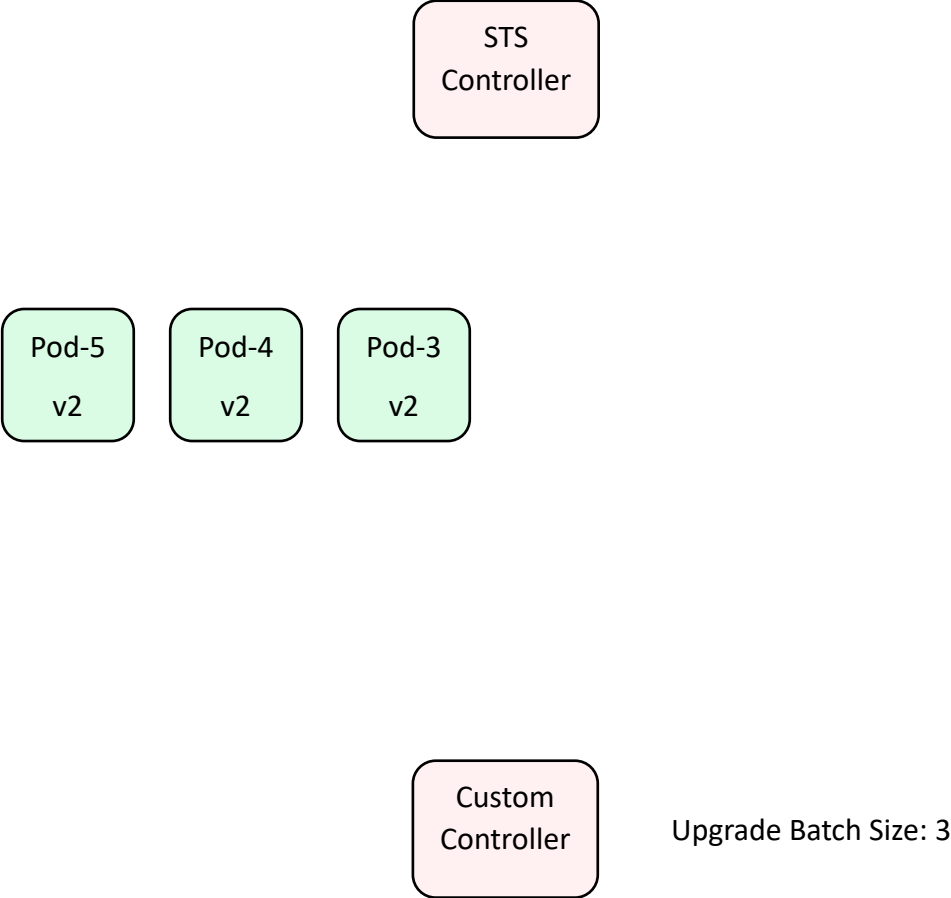 STS
Controller
Pod-5
v2
Pod-4
v2
Pod-3
v2
Custom
Controller
Upgrade Batch Size: 3